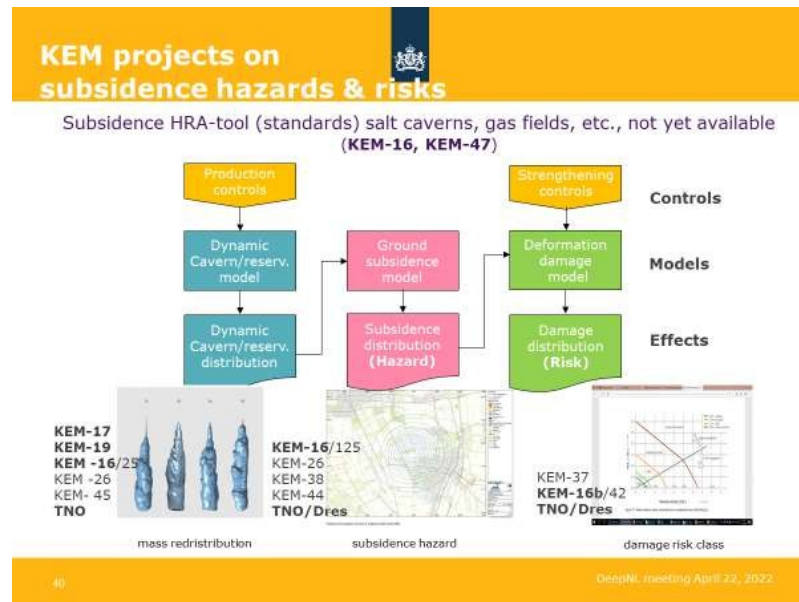 KEM projects on
subsidence hazards & risks
Subsidence HRA-tool (standards) salt caverns, gas fields, etc., not yet available
(KEM-16, KEM-47)
Production
controls
Strengthening
controls
Controls
Dynamic
Cavern/reserv.
model
Ground
subsidence
model
Deformation
damage
model
Models
Dynamic
Cavern/reserv.
distribution
Subsidence
distribution
(Hazard)
Damage
distribution
(Risk)
Effects
KEM-17
KEM-19
KEM -16/25
KEM -26
KEM- 45
TNO
KEM-16/125
KEM-26
KEM-38
KEM-44
TNO/Dres
KEM-37
KEM-16b/42
TNO/Dres
mass redristribution
subsidence hazard
damage risk class
40
DeepNL meeting April 22, 2022